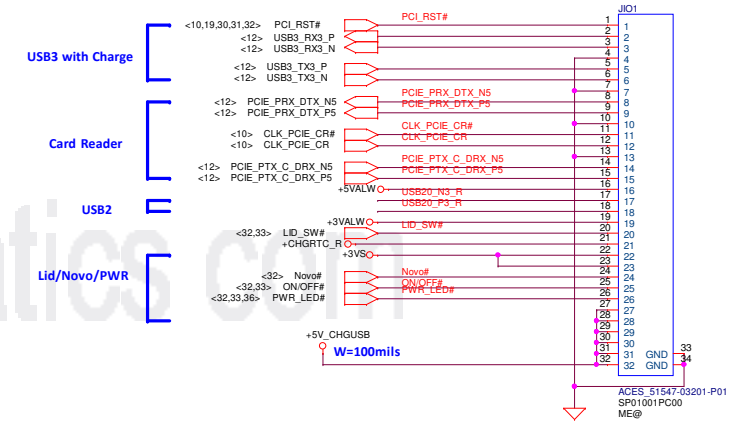 JIO1
<10,19,30,31,32> PCI_RST# PCI_RST# 1 1
<12> USB3_RX3_P 2 2
<12> USB3_RX3_N 3 3
USB3 with Charge
4 4
<12> USB3_TX3_P 5 5
<12> USB3_TX3_N 6 6
7 7
<12> PCIE_PRX_DTX_N5 PCIE_PRX_DTX_N5 8 8
<12> PCIE_PRX_DTX_P5 PCIE_PRX_DTX_P5 9 9
10 10
<10> CLK_PCIE_CR# CLK_PCIE_CR# 11 11
<10> CLK_PCIE_CR CLK_PCIE_CR 12 12
Card Reader
13 13
<12> PCIE_PTX_C_DRX_N5 PCIE_PTX_C_DRX_N5 14 14
<12> PCIE_PTX_C_DRX_P5 PCIE_PTX_C_DRX_P5 15 15
+5VALW 16 16
USB20_N3_R 17 17
USB2
USB20_P3_R 18 18
+3VALW 19 19
<32,33> LID_SW# LID_SW# 20 20
+CHGRTC_R 21 21
+3VS 22 22
23 23
Lid/Novo/PWR
<32> Novo# Novo# 24 24
<32,33> ON/OFF# ON/OFF# 25 25
<32,33,36> PWR_LED# PWR_LED# 26 26
27 27
28 28
29 29
30 30
+5V_CHGUSB
W=100mils
31 31 GND 33
32 32 GND 34
ACES_51547-03201-P01
SP01001PC00
ME@
atics.com